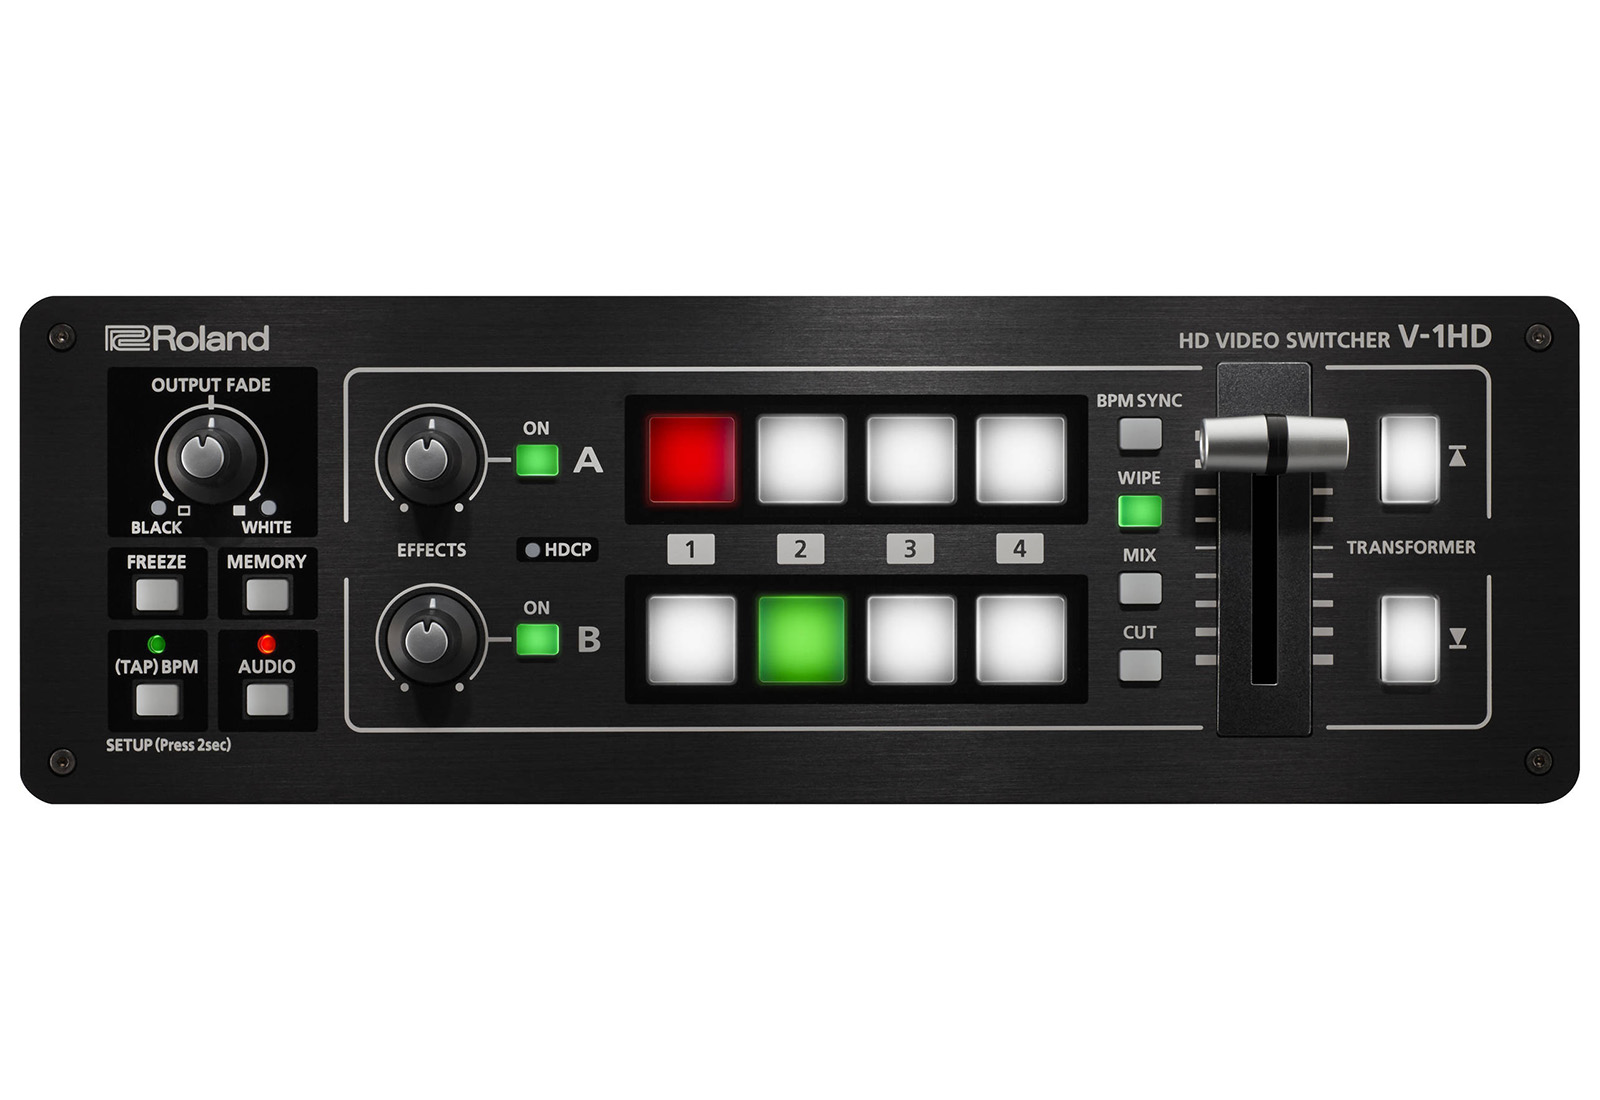 Roland
HD VIDEO SWITCHER V-1HD
OUTPUT FADE
BLACK
WHITE
FREEZE
MEMORY
(TAP) BPM
AUDIO
SETUP (Press 2sec)
ON
A
EFFECTS
HDCP
ON
B
1
2
3
4
BPM SYNC
WIPE
MIX
CUT
TRANSFORMER